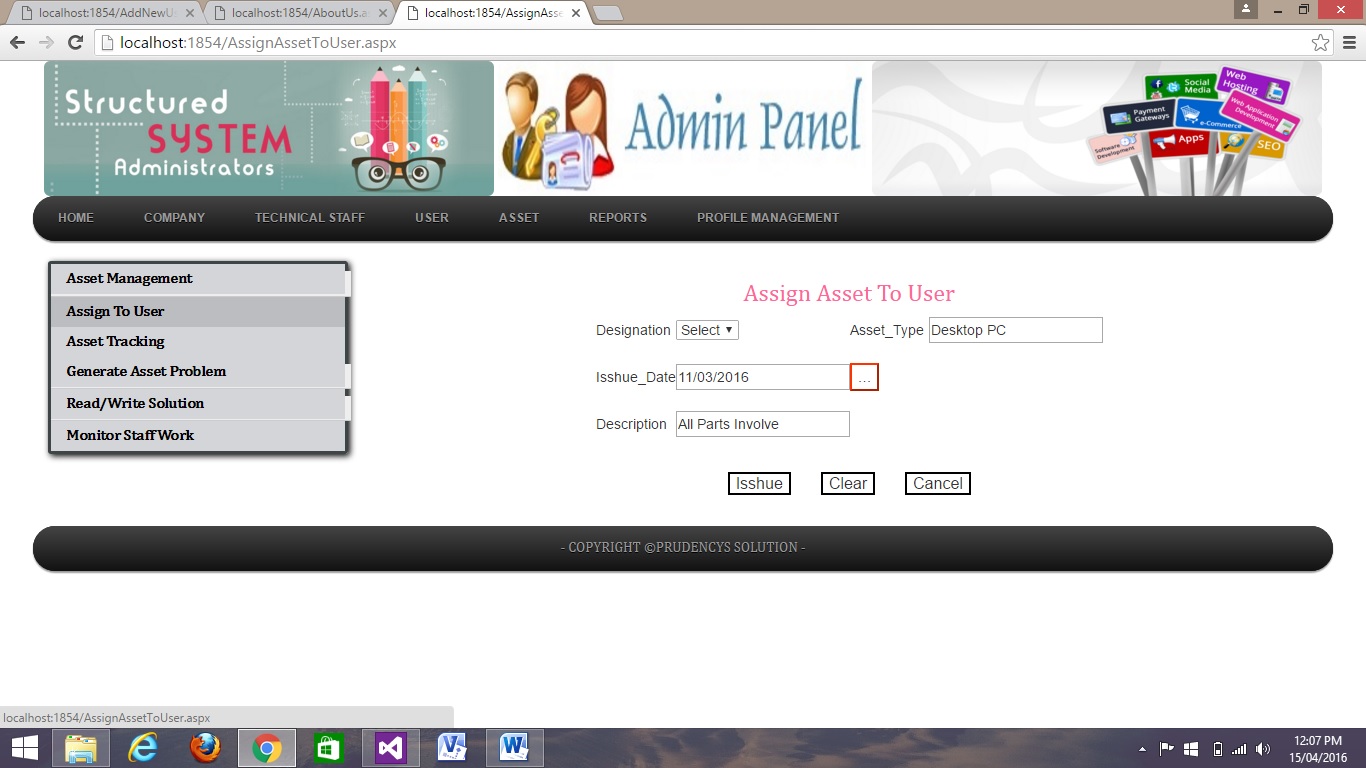 localhost:1854/AddNewU
localhost:1854/AboutUs.a
localhost:1854/AssignAsse
localhost:1854/AssignAssetToUser.aspx
Structured
SYSTEM
Administrators
Admin Panel
Social Media
Web Hosting
Payment Gateways
e-Commerce
Web Application Development
Software Development
Apps
SEO
HOME COMPANY TECHNICAL STAFF USER ASSET REPORTS PROFILE MANAGEMENT
Asset Management
Assign To User
Asset Tracking
Generate Asset Problem
Read/Write Solution
Monitor Staff Work
Assign Asset To User
Designation Select Asset_Type Desktop PC
Isshue_Date 11/03/2016 ...
Description All Parts Involve
Isshue Clear Cancel
- COPYRIGHT ©PRUDENCYS SOLUTION -
localhost:1854/AssignAssetToUser.aspx
12:07 PM
15/04/2016